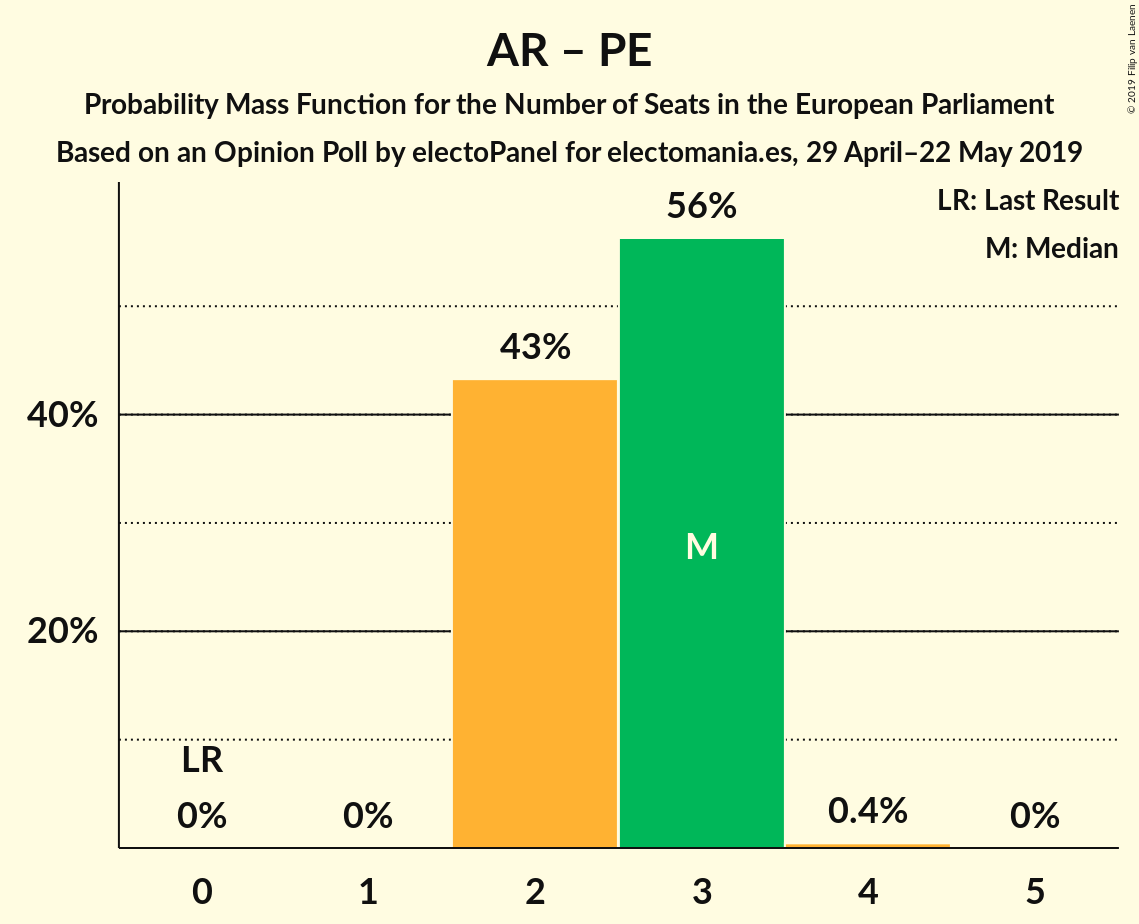 AR – PE
Probability Mass Function for the Number of Seats in the European Parliament
Based on an Opinion Poll by electoPanel for electomania.es, 29 April–22 May 2019
© 2019 Filip van Laenen
LR: Last Result
M: Median
56%
43%
40%
M
20%
LR
0%
0%
0.4%
0%
0
1
2
3
4
5